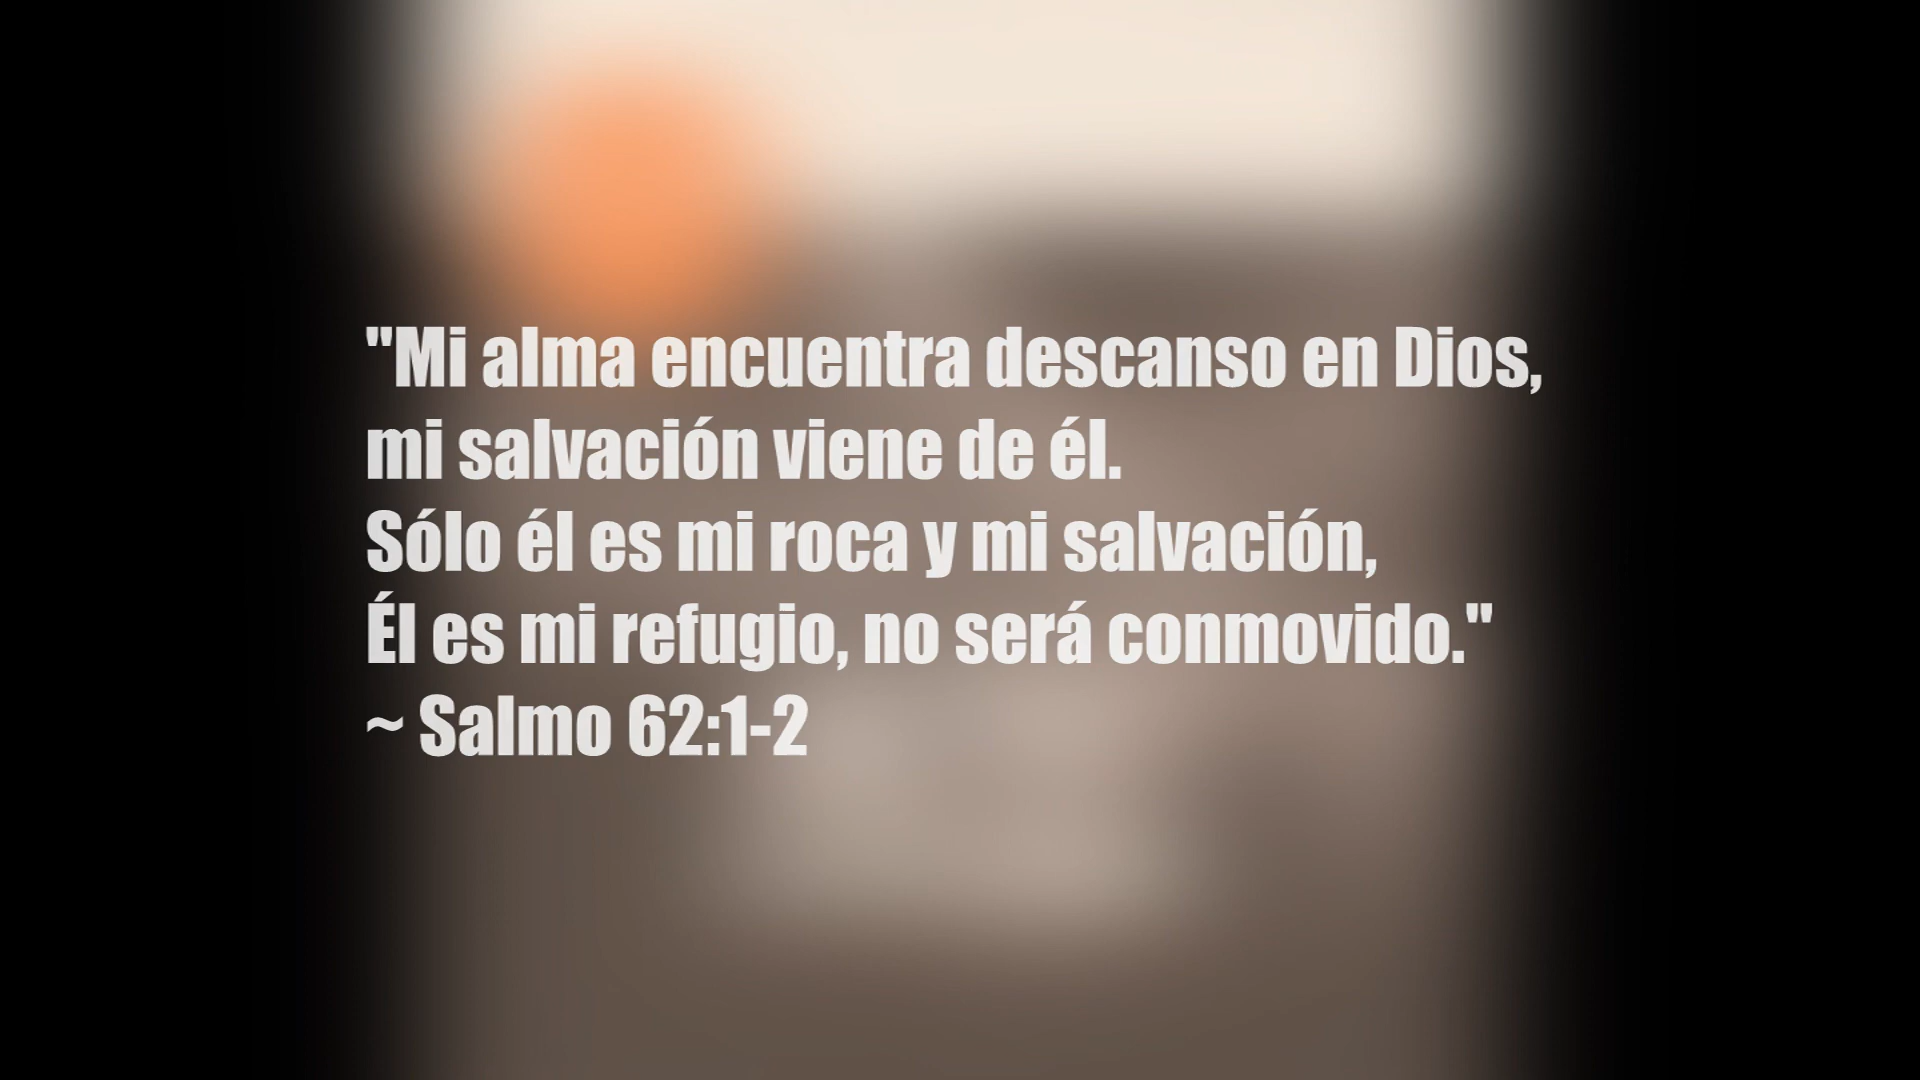 "Mi alma encuentra descanso en Dios,
mi salvación viene de él.
Sólo él es mi roca y mi salvación,
Él es mi refugio, no será conmovido."
~ Salmo 62:1-2